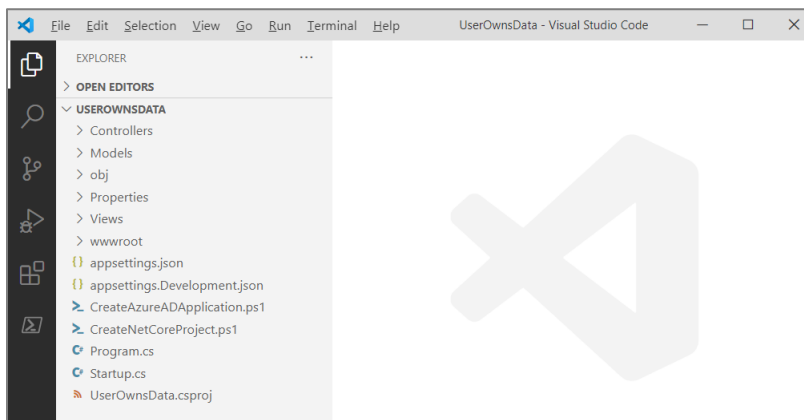 File Edit Selection View Go Run Terminal Help UserOwnsData - Visual Studio Code
EXPLORER ...
> OPEN EDITORS
USEROWNSDATA
> Controllers
> Models
> obj
> Properties
> Views
> wwwroot
{} appsettings.json
{} appsettings.Development.json
CreateAzureADApplication.ps1
CreateNetCoreProject.ps1
C# Program.cs
C# Startup.cs
UserOwnsData.csproj